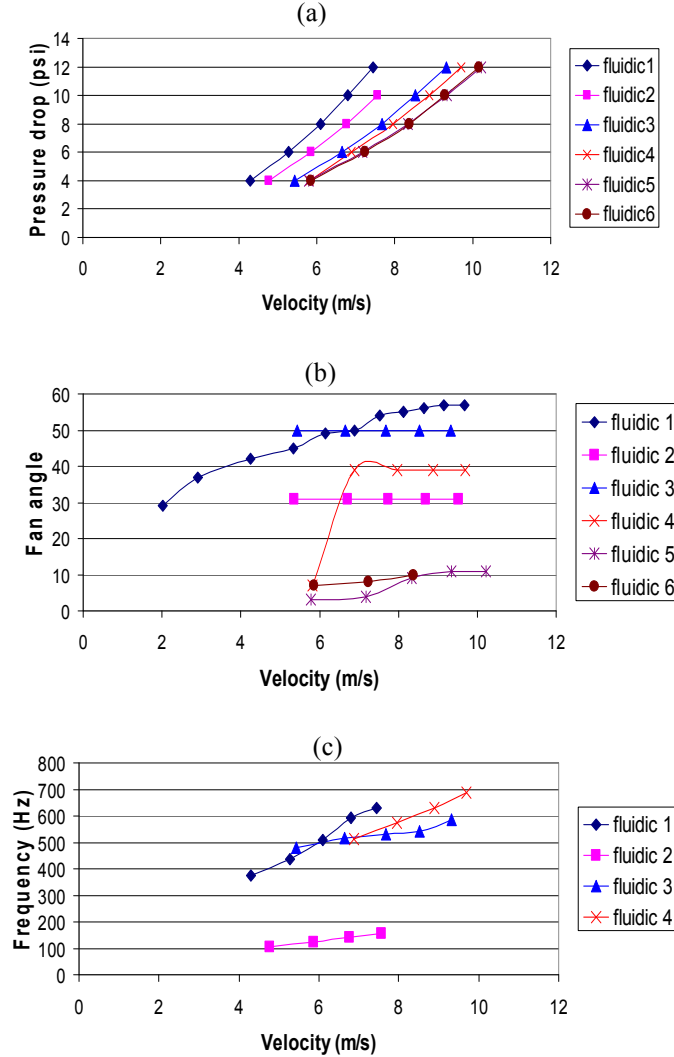 (a)
Pressure drop (psi)
14
12
10
8
6
4
2
0
0 2 4 6 8 10 12
Velocity (m/s)
fluidic1
fluidic2
fluidic3
fluidic4
fluidic5
fluidic6
(b)
Fan angle
60
50
40
30
20
10
0
0 2 4 6 8 10 12
Velocity (m/s)
fluidic 1
fluidic 2
fluidic 3
fluidic 4
fluidic 5
fluidic 6
(c)
Frequency (Hz)
800
700
600
500
400
300
200
100
0
0 2 4 6 8 10 12
Velocity (m/s)
fluidic 1
fluidic 2
fluidic 3
fluidic 4